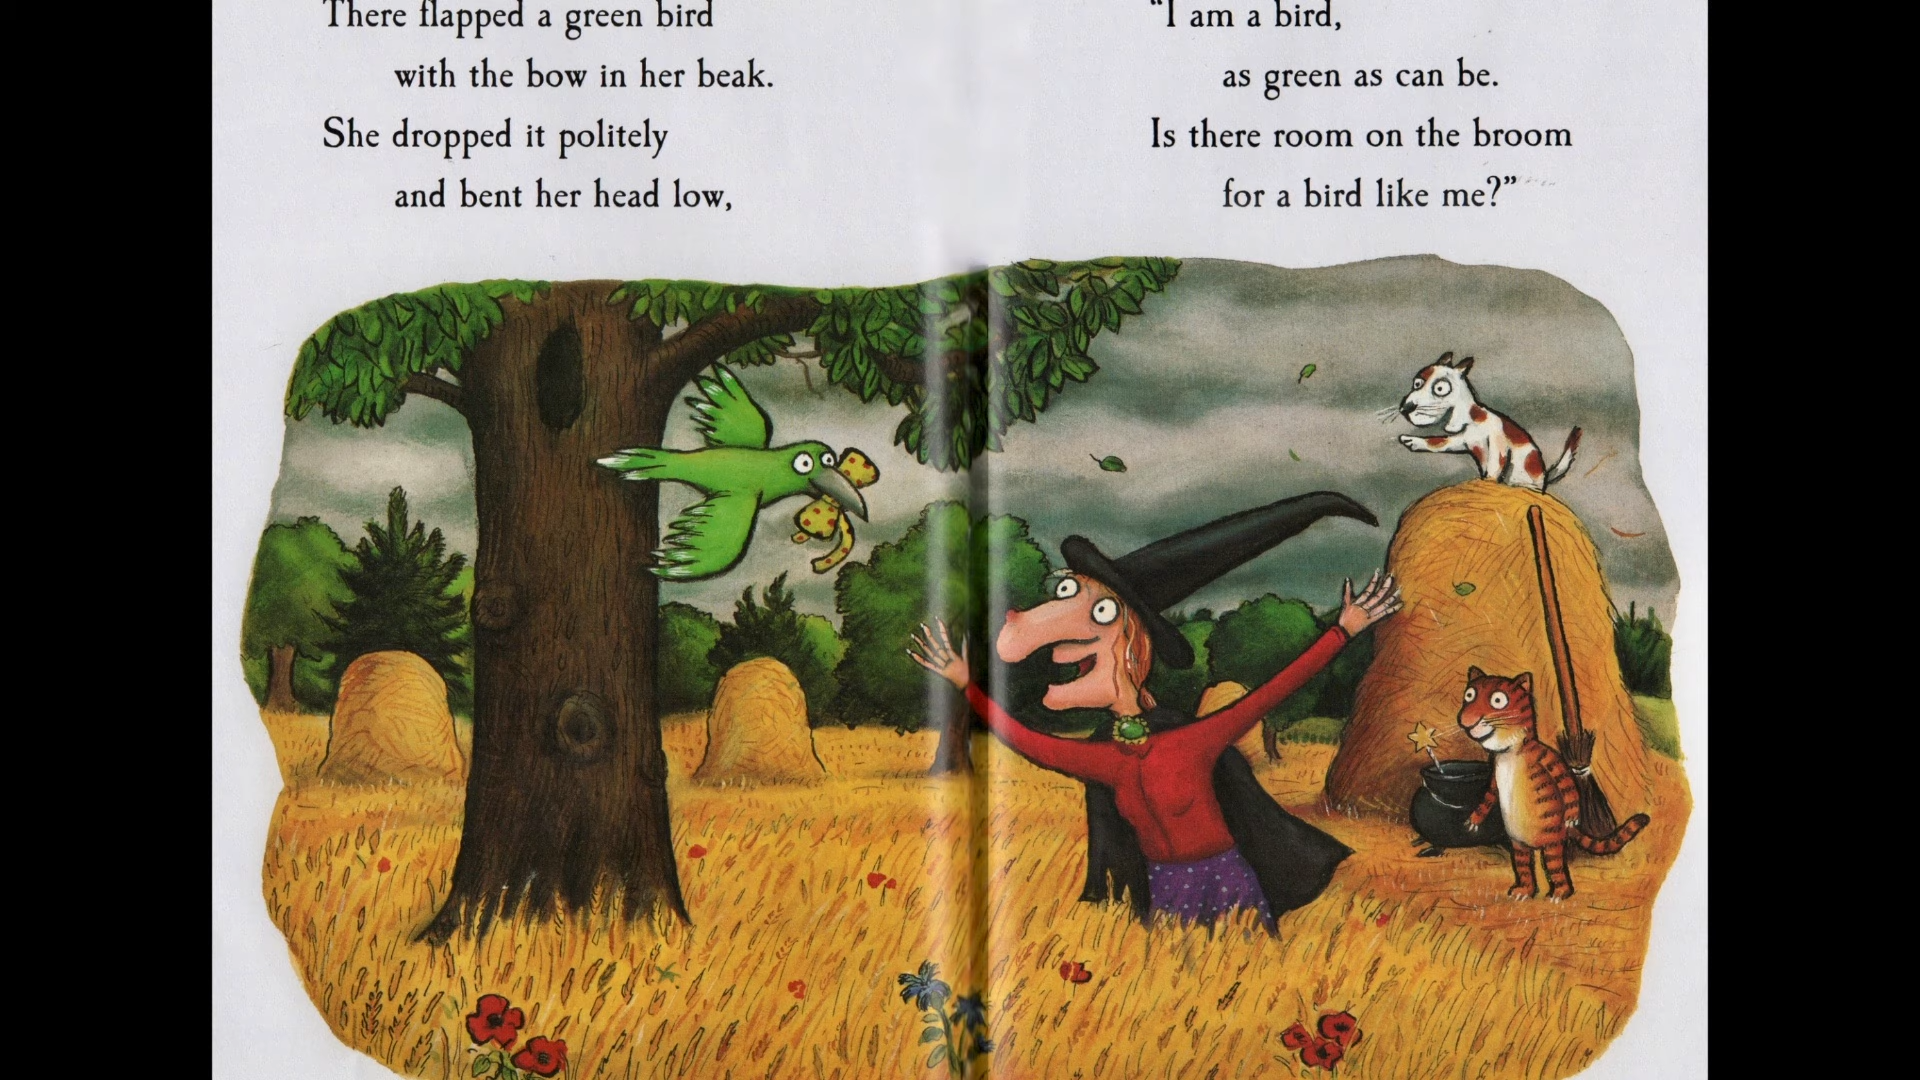 There flapped a green bird
with the bow in her beak.
She dropped it politely
and bent her head low,
“I am a bird,
as green as can be.
Is there room on the broom
for a bird like me?”